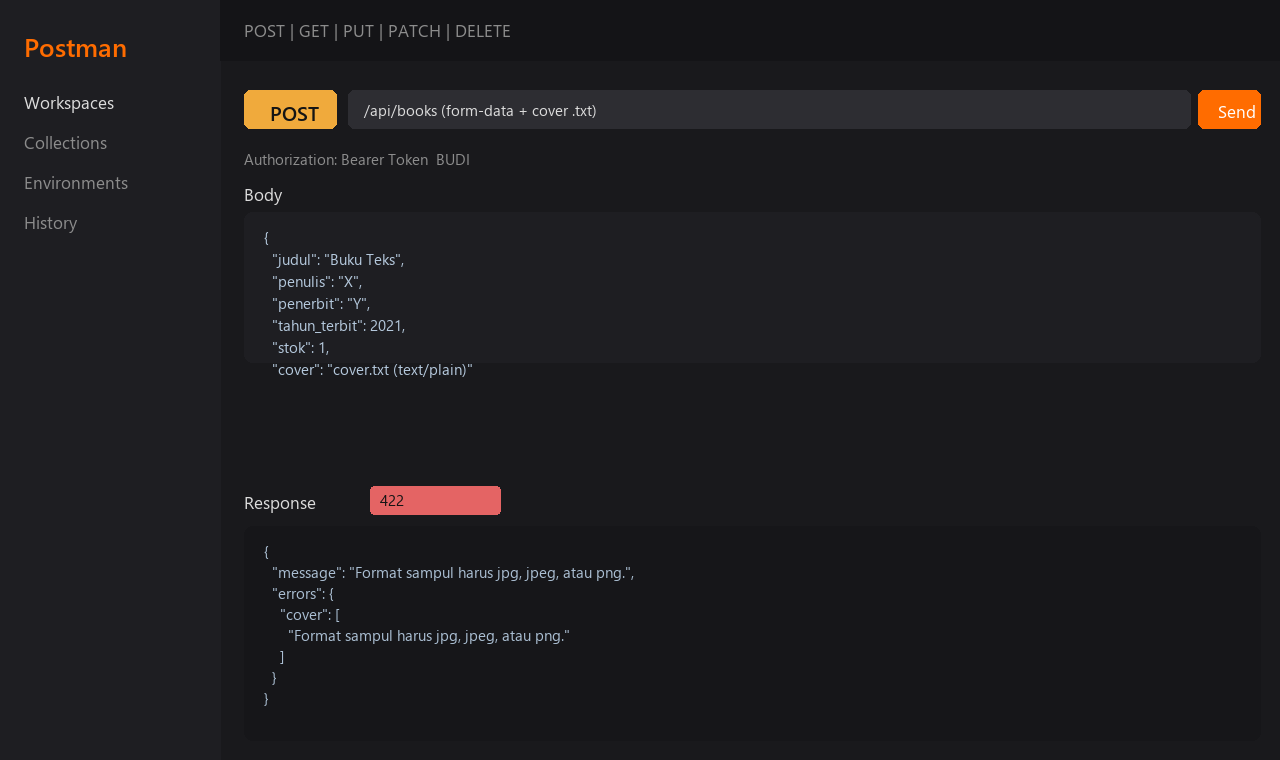 Postman
Workspaces
Collections
Environments
History
POST | GET | PUT | PATCH | DELETE
POST
/api/books (form-data + cover .txt)
Send
Authorization: Bearer Token  BUDI
Body
{
  "judul": "Buku Teks",
  "penulis": "X",
  "penerbit": "Y",
  "tahun_terbit": 2021,
  "stok": 1,
  "cover": "cover.txt (text/plain)"
Response
422
{
  "message": "Format sampul harus jpg, jpeg, atau png.",
  "errors": {
    "cover": [
      "Format sampul harus jpg, jpeg, atau png."
    ]
  }
}